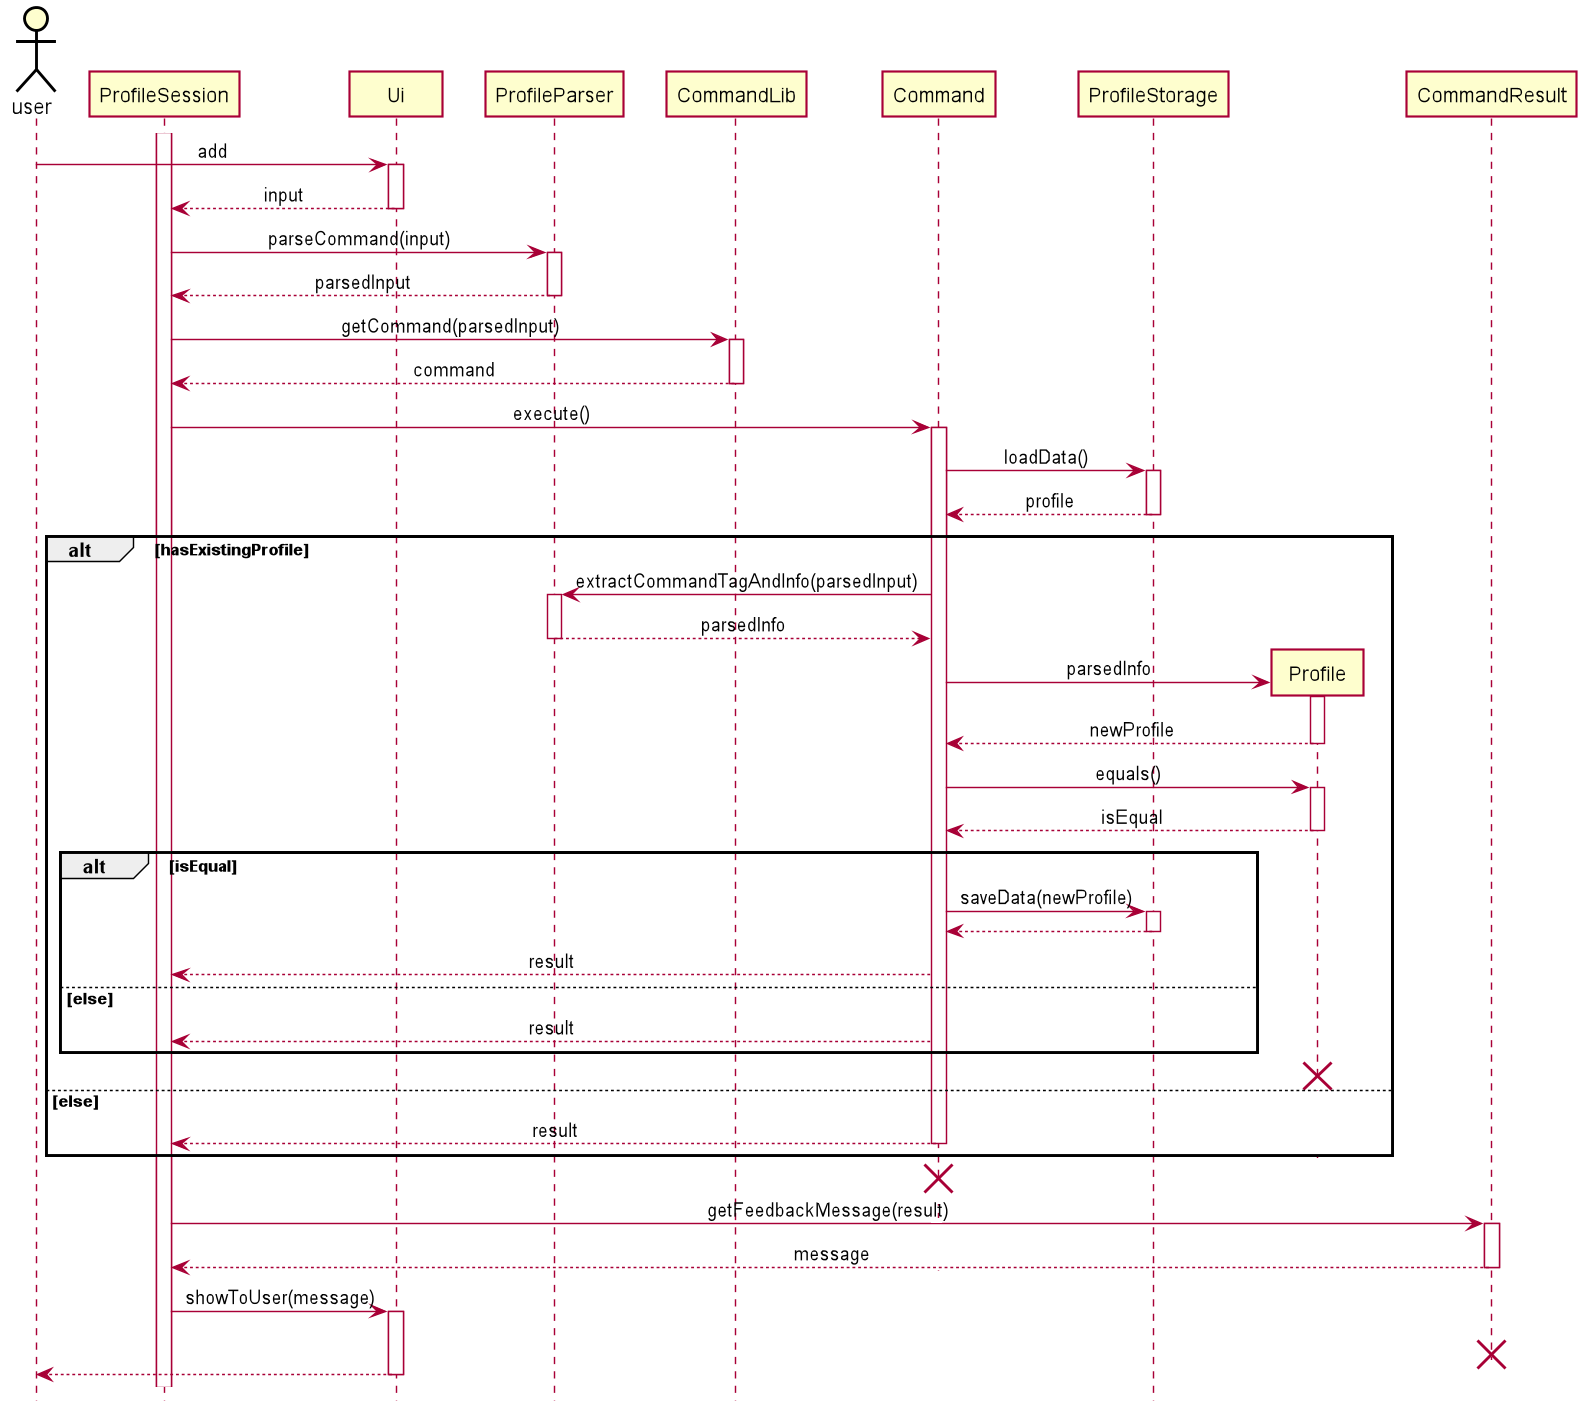 user
ProfileSession
Ui
ProfileParser
CommandLib
Command
ProfileStorage
CommandResult
add
input
parseCommand(input)
parsedInput
getCommand(parsedInput)
command
execute()
loadData()
profile
alt
[hasExistingProfile]
extractCommandTagAndInfo(parsedInput)
parsedInfo
parsedInfo
Profile
newProfile
equals()
isEqual
alt
[isEqual]
saveData(newProfile)
result
[else]
result
[else]
result
getFeedbackMessage(result)
message
showToUser(message)